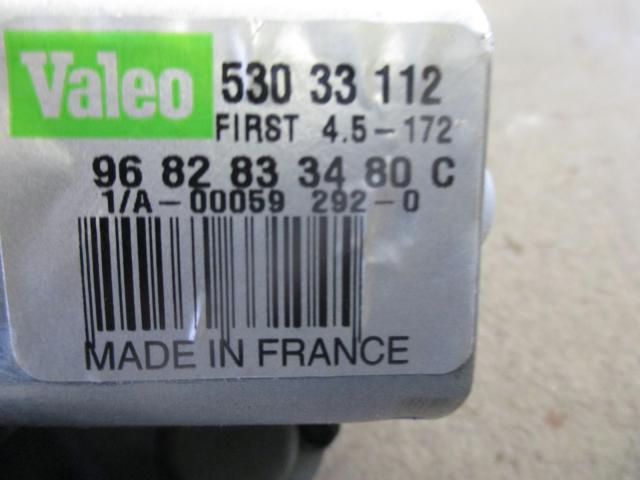 Valeo 530 33 112
FIRST 4.5-172
96 82 83 34 80 C
1/A-00059 292-0
MADE IN FRANCE